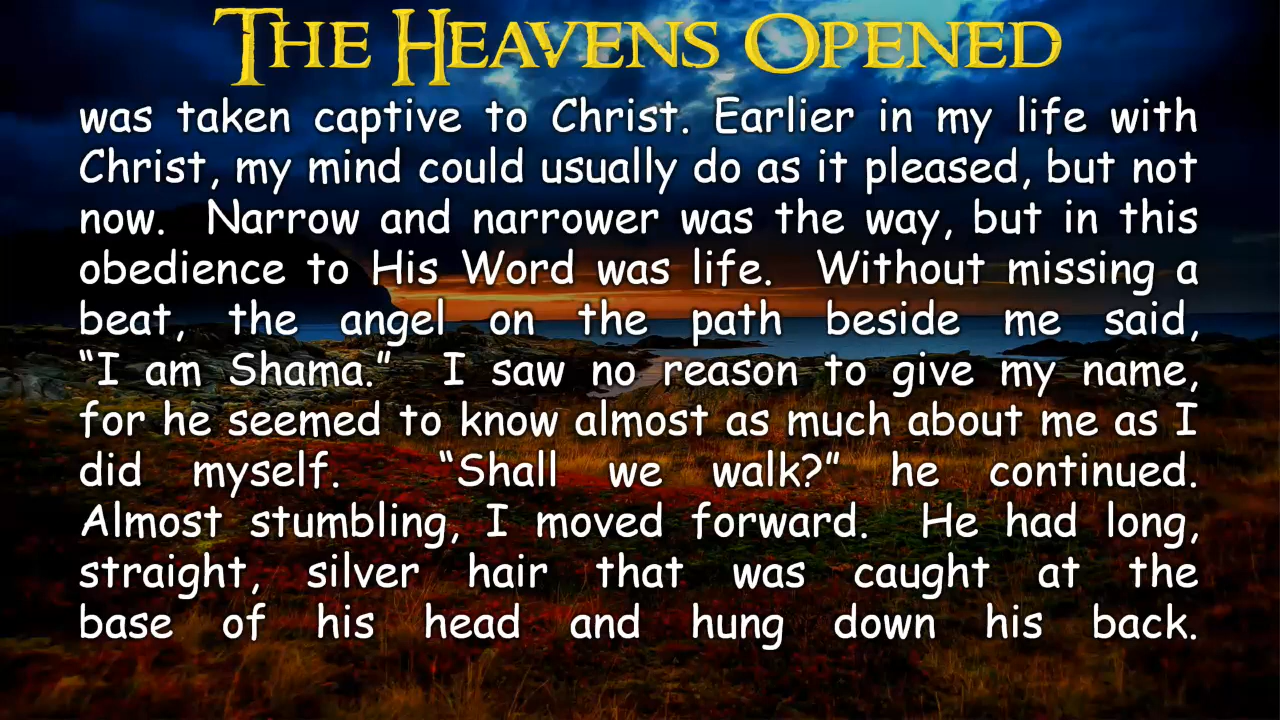 THE HEAVENS OPENED
was taken captive to Christ. Earlier in my life with
Christ, my mind could usually do as it pleased, but not
now.  Narrow and narrower was the way, but in this
obedience to His Word was life.  Without missing a
beat, the angel on the path beside me said,
“I am Shama.”  I saw no reason to give my name,
for he seemed to know almost as much about me as I
did myself.  “Shall we walk?” he continued.
Almost stumbling, I moved forward.  He had long,
straight, silver hair that was caught at the
base of his head and hung down his back.